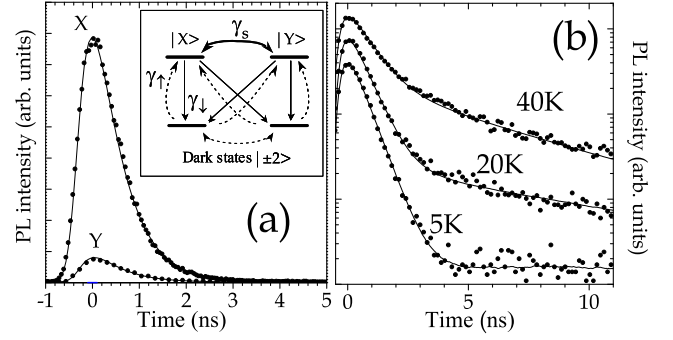 PL intensity (arb. units)
X
Y
|X>
γs
|Y>
γ↑
γ↓
Dark states | ±2>
(a)
-1 0 1 2 3 4 5
Time (ns)
(b)
40K
20K
5K
0 5 10
Time (ns)
PL intensity (arb. units)